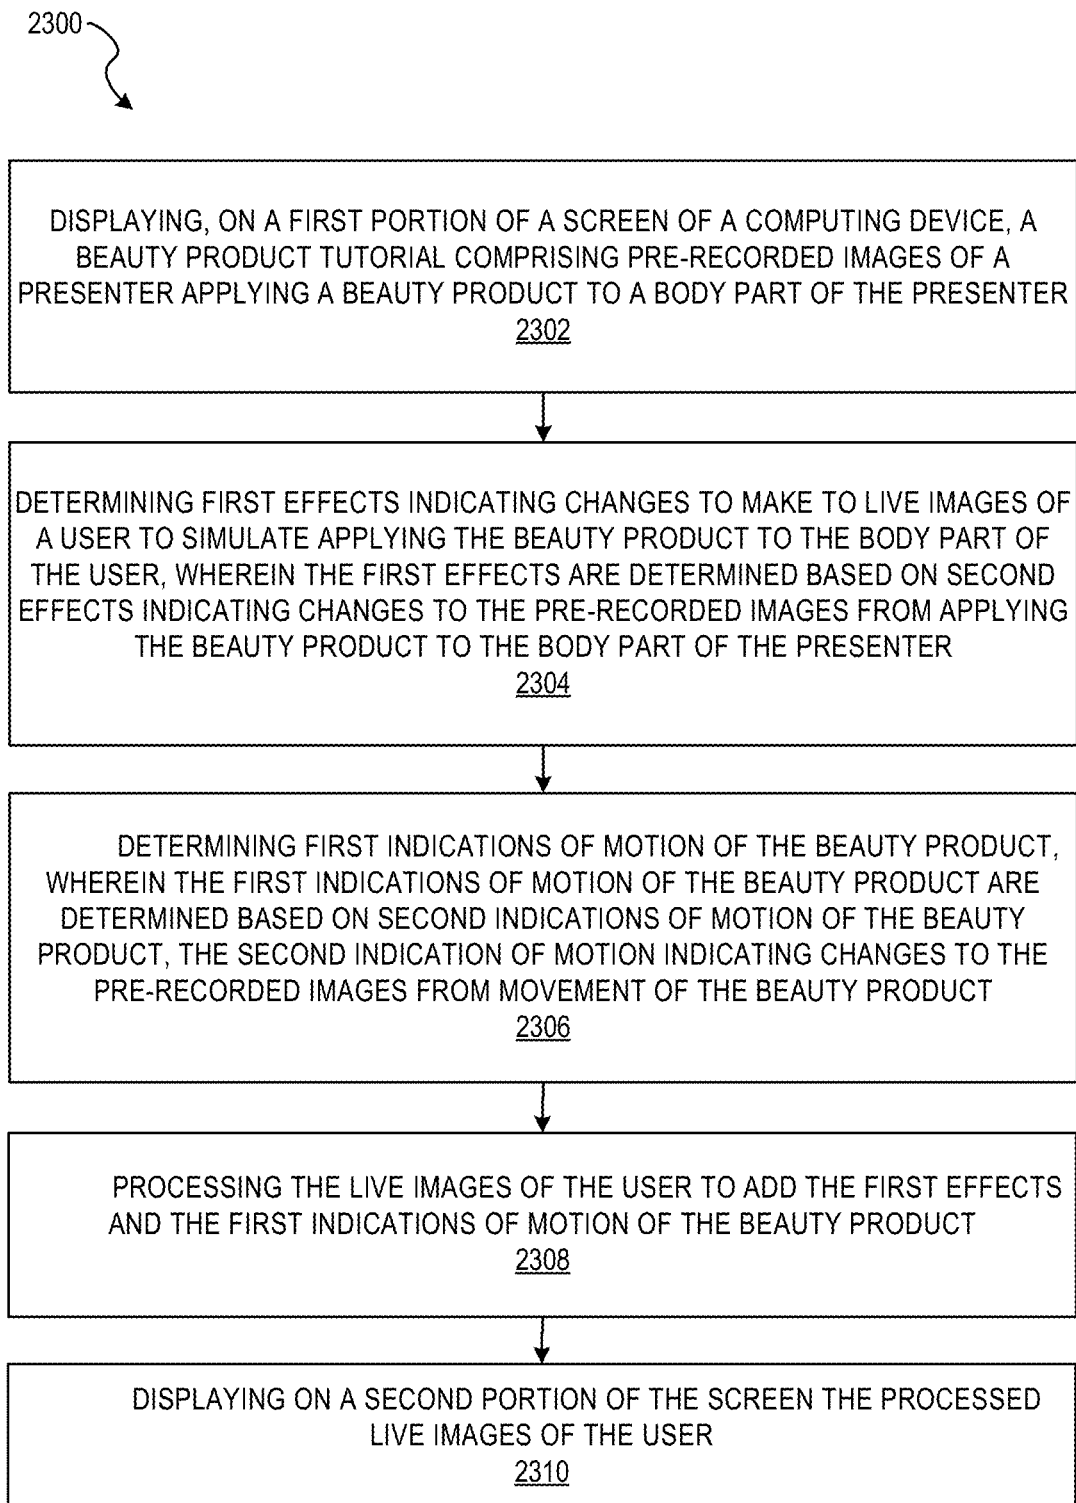 2300
DISPLAYING, ON A FIRST PORTION OF A SCREEN OF A COMPUTING DEVICE, A
BEAUTY PRODUCT TUTORIAL COMPRISING PRE-RECORDED IMAGES OF A
PRESENTER APPLYING A BEAUTY PRODUCT TO A BODY PART OF THE PRESENTER
2302
DETERMINING FIRST EFFECTS INDICATING CHANGES TO MAKE TO LIVE IMAGES OF
A USER TO SIMULATE APPLYING THE BEAUTY PRODUCT TO THE BODY PART OF
THE USER, WHEREIN THE FIRST EFFECTS ARE DETERMINED BASED ON SECOND
EFFECTS INDICATING CHANGES TO THE PRE-RECORDED IMAGES FROM APPLYING
THE BEAUTY PRODUCT TO THE BODY PART OF THE PRESENTER
2304
DETERMINING FIRST INDICATIONS OF MOTION OF THE BEAUTY PRODUCT,
WHEREIN THE FIRST INDICATIONS OF MOTION OF THE BEAUTY PRODUCT ARE
DETERMINED BASED ON SECOND INDICATIONS OF MOTION OF THE BEAUTY
PRODUCT, THE SECOND INDICATION OF MOTION INDICATING CHANGES TO THE
PRE-RECORDED IMAGES FROM MOVEMENT OF THE BEAUTY PRODUCT
2306
PROCESSING THE LIVE IMAGES OF THE USER TO ADD THE FIRST EFFECTS
AND THE FIRST INDICATIONS OF MOTION OF THE BEAUTY PRODUCT
2308
DISPLAYING ON A SECOND PORTION OF THE SCREEN THE PROCESSED
LIVE IMAGES OF THE USER
2310